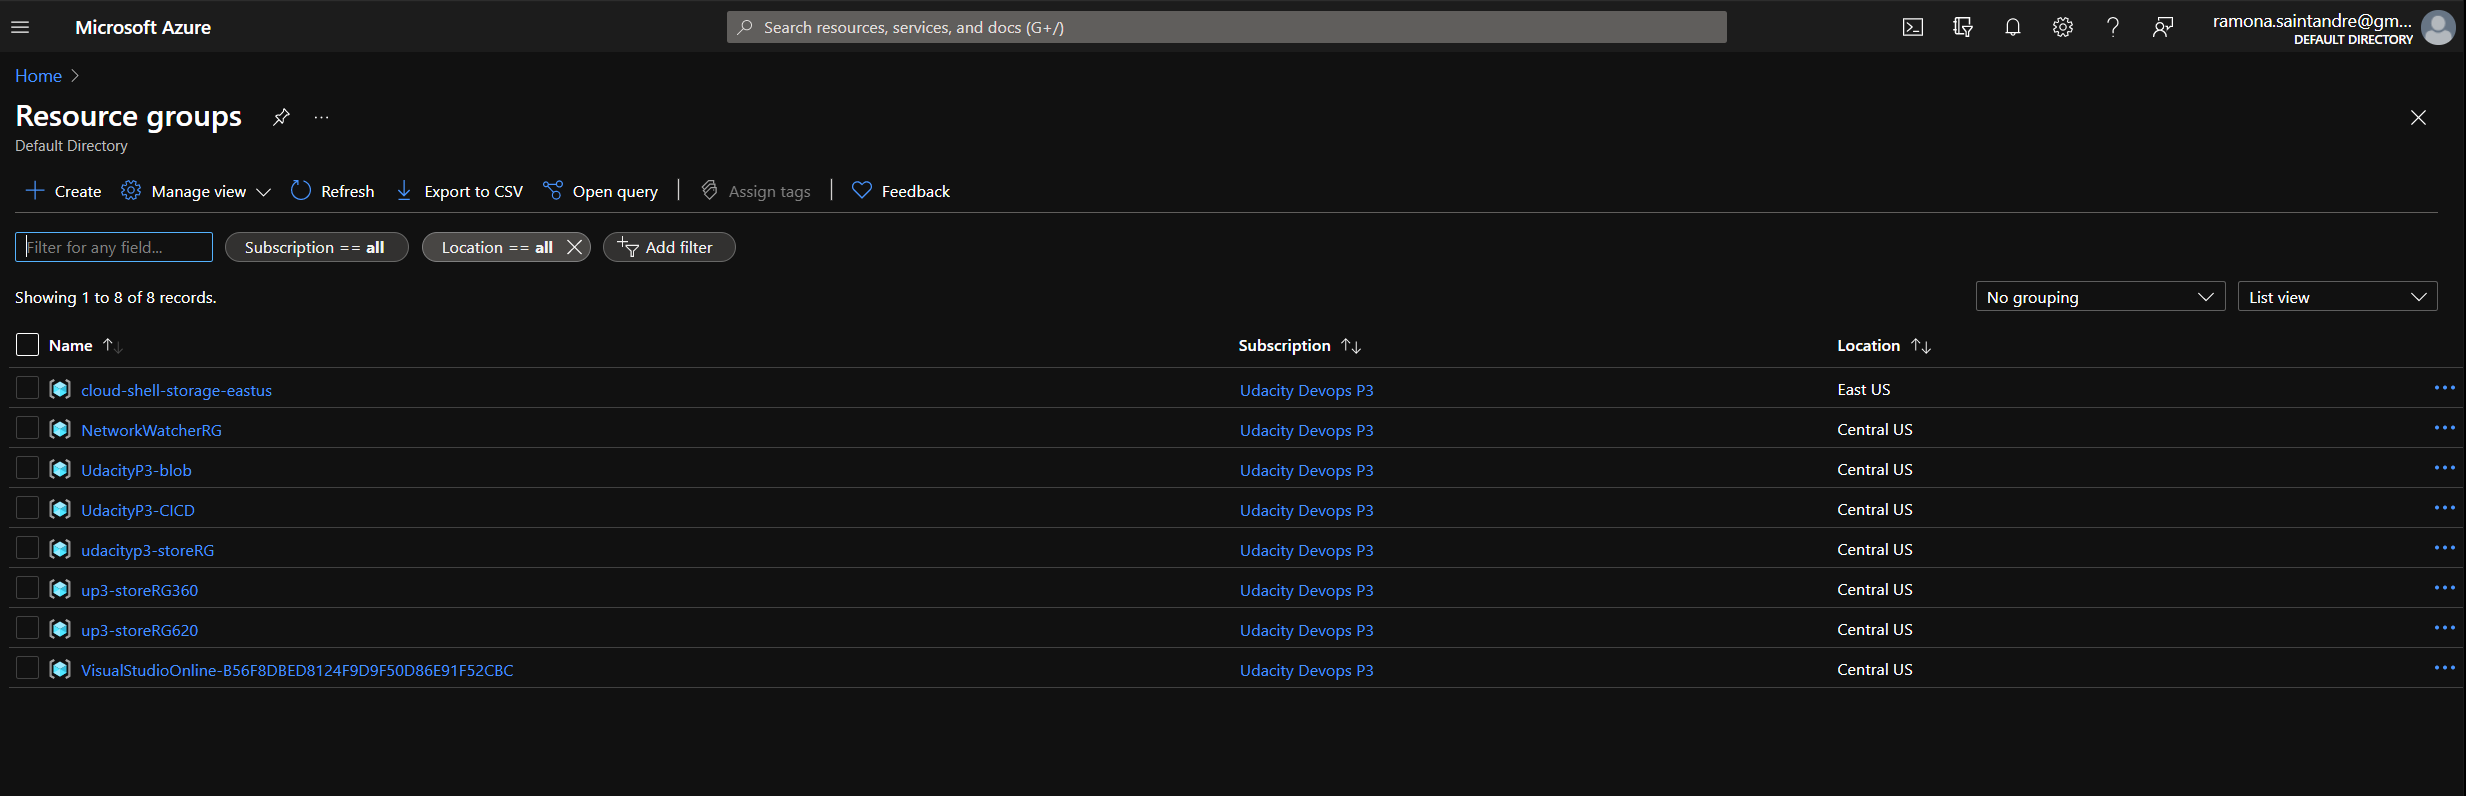 Microsoft Azure
Search resources, services, and docs (G+/)
ramona.saintandre@gm...
DEFAULT DIRECTORY
Home
Resource groups
Default Directory
Create Manage view Refresh Export to CSV Open query Assign tags Feedback
Filter for any field... Subscription == all Location == all Add filter
Showing 1 to 8 of 8 records. No grouping List view
Name Subscription Location
cloud-shell-storage-eastus Udacity Devops P3 East US
NetworkWatcherRG Udacity Devops P3 Central US
UdacityP3-blob Udacity Devops P3 Central US
UdacityP3-CICD Udacity Devops P3 Central US
udacityp3-storeRG Udacity Devops P3 Central US
up3-storeRG360 Udacity Devops P3 Central US
up3-storeRG620 Udacity Devops P3 Central US
VisualStudioOnline-B56F8DBED8124F9D9F50D86E91F52CBC Udacity Devops P3 Central US